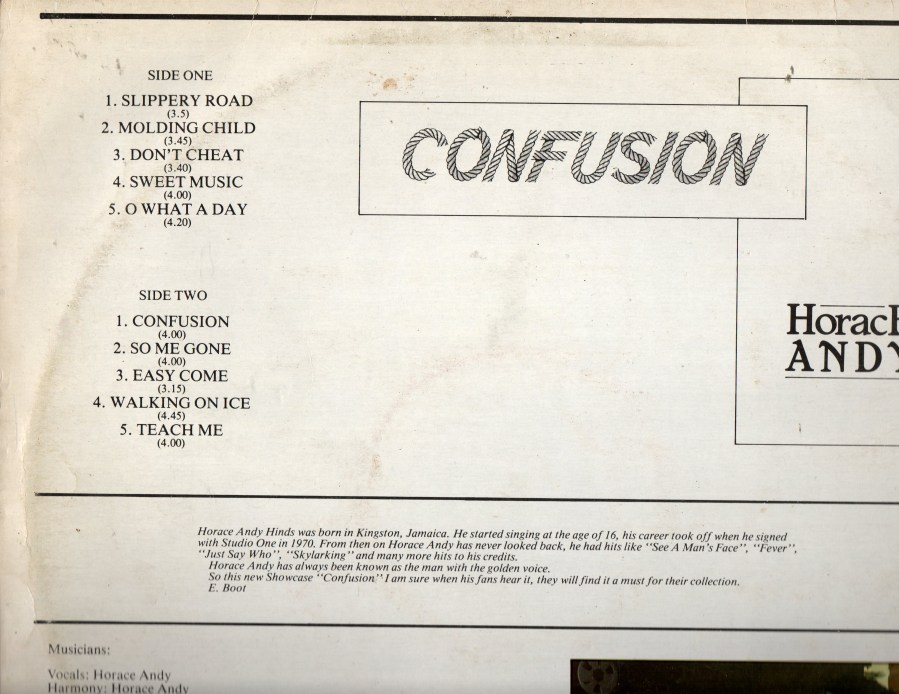 SIDE ONE
1. SLIPPERY ROAD
(3.5)
2. MOLDING CHILD
(3.45)
3. DON'T CHEAT
(3.40)
4. SWEET MUSIC
(4.00)
5. O WHAT A DAY
(4.20)
CONFUSION
SIDE TWO
1. CONFUSION
(4.00)
2. SO ME GONE
(4.00)
3. EASY COME
(3.15)
4. WALKING ON ICE
(4.45)
5. TEACH ME
(4.00)
Horace
ANDY
Horace Andy Hinds was born in Kingston, Jamaica. He started singing at the age of 16, his career took off when he signed
with Studio One in 1970. From then on Horace Andy has never looked back, he had hits like "See A Man's Face", "Fever",
"Just Say Who", "Skylarking" and many more hits to his credits.
Horace Andy has always been known as the man with the golden voice.
So this new Showcase "Confusion" I am sure when his fans hear it, they will find it a must for their collection.
E. Boot
Musicians:
Vocals: Horace Andy
Harmony: Horace Andy